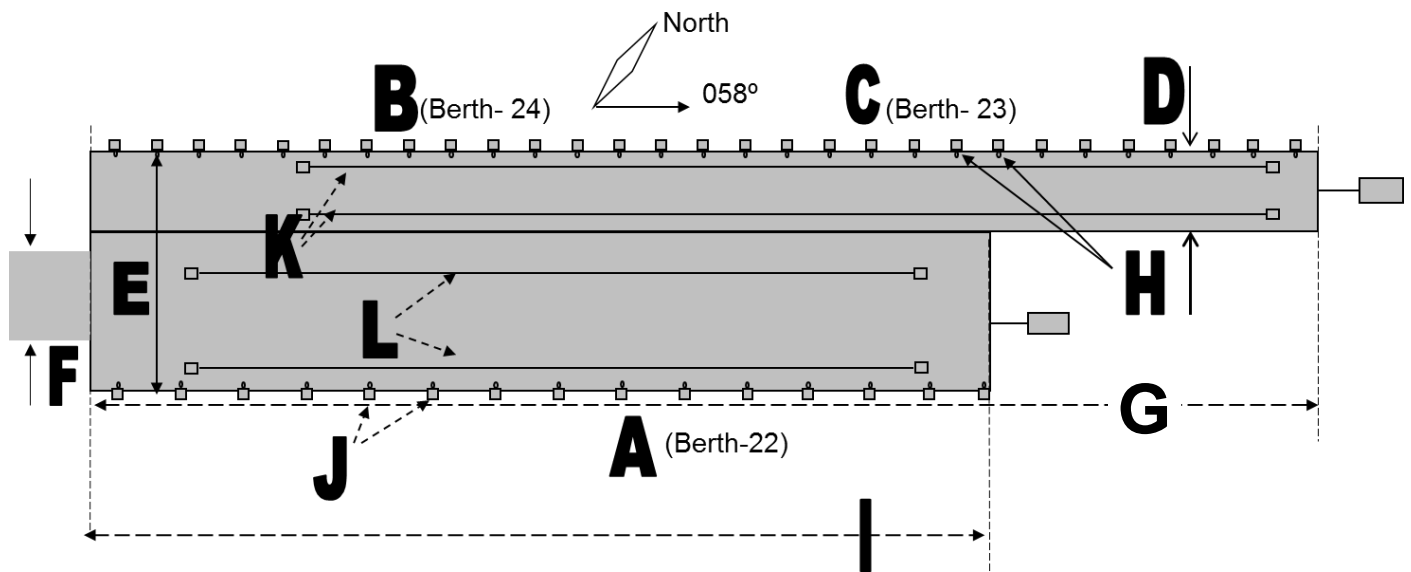 North
058º
B (Berth- 24)
C (Berth- 23)
D
K
E
H
L
F
G
J
A (Berth-22)
I